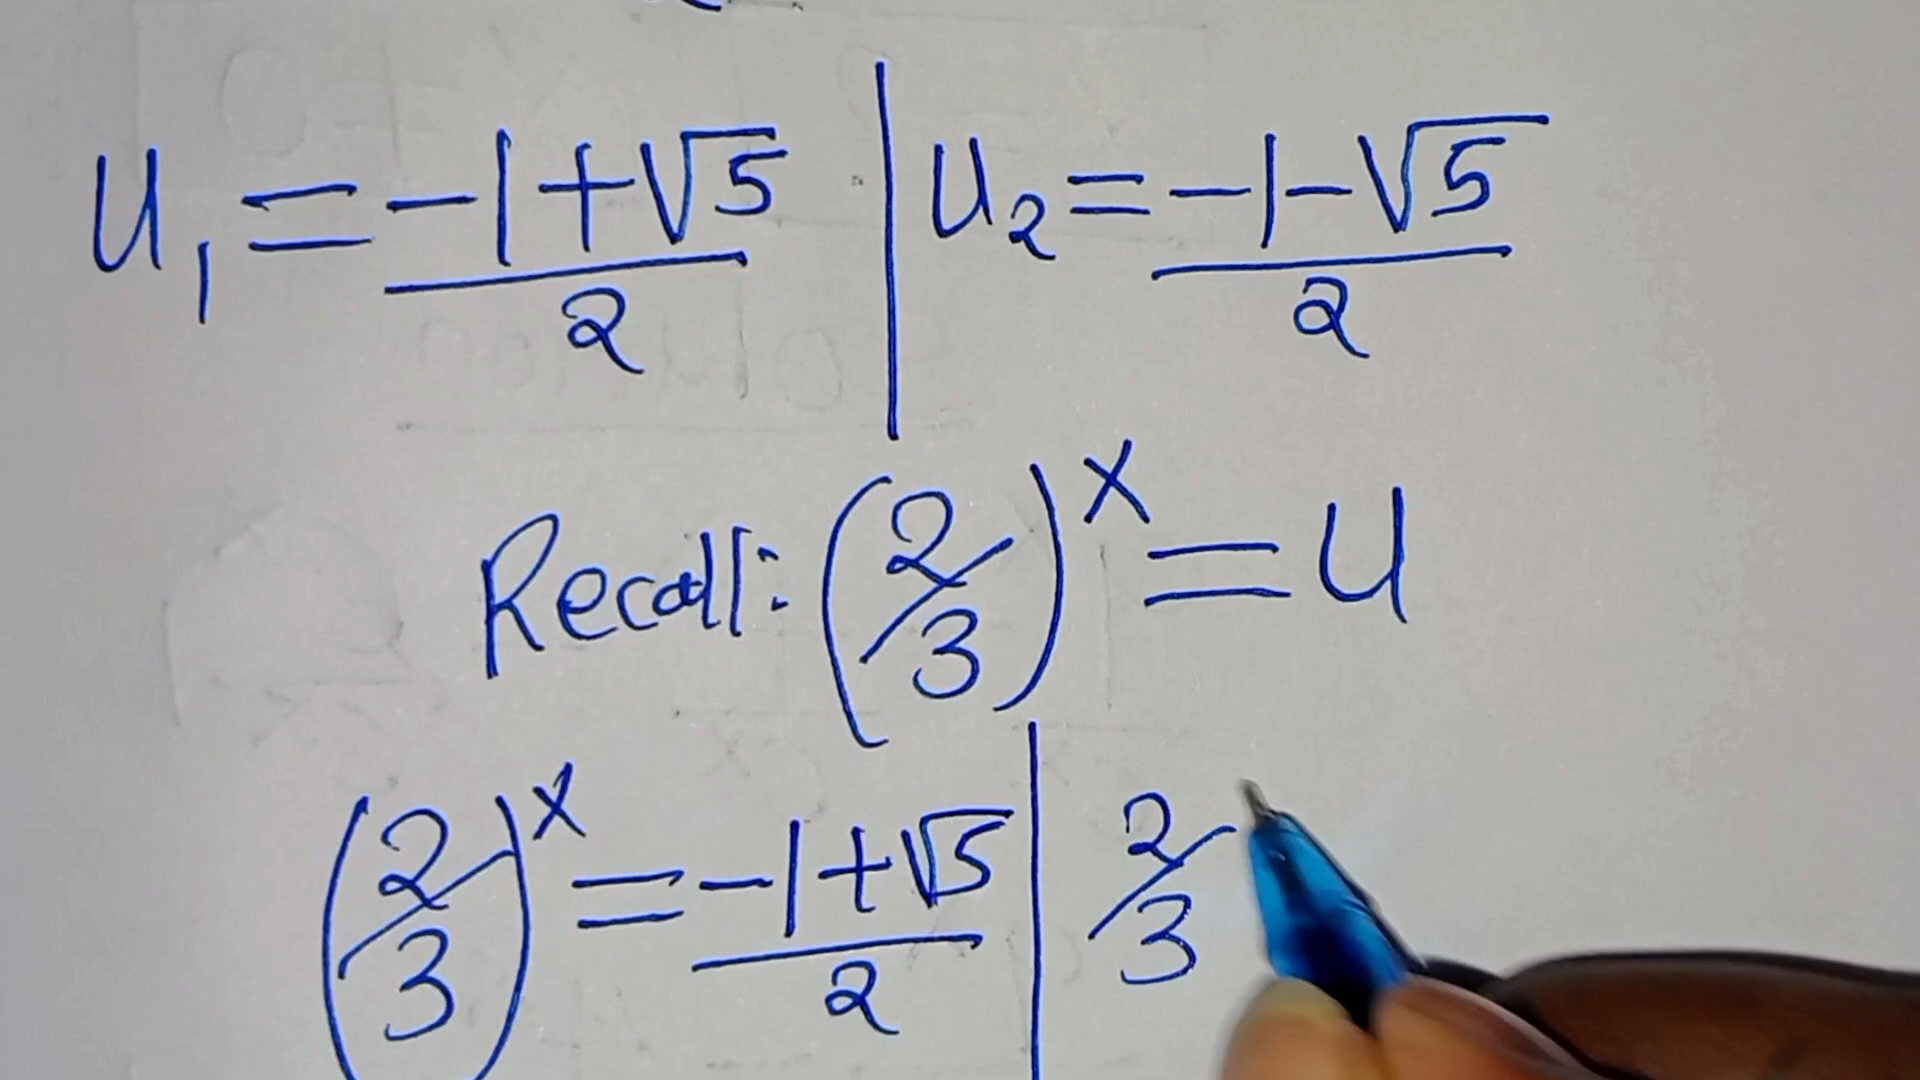 U₁ = (-1+√5)/2 | U₂ = (-1-√5)/2
Recall: (2/3)ˣ = U
(2/3)ˣ = (-1+√5)/2 | 2/3